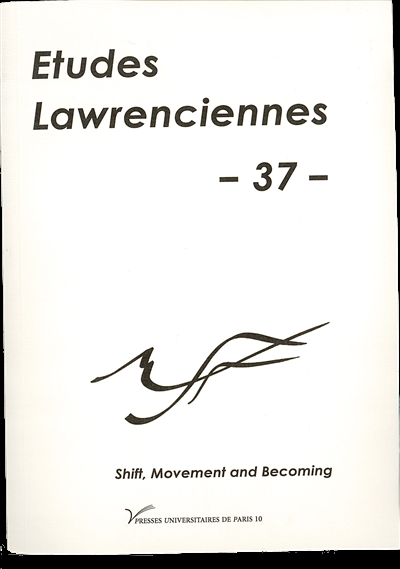 Etudes
Lawrenciennes
– 37 –
Shift, Movement and Becoming
PRESSES UNIVERSITAIRES DE PARIS 10